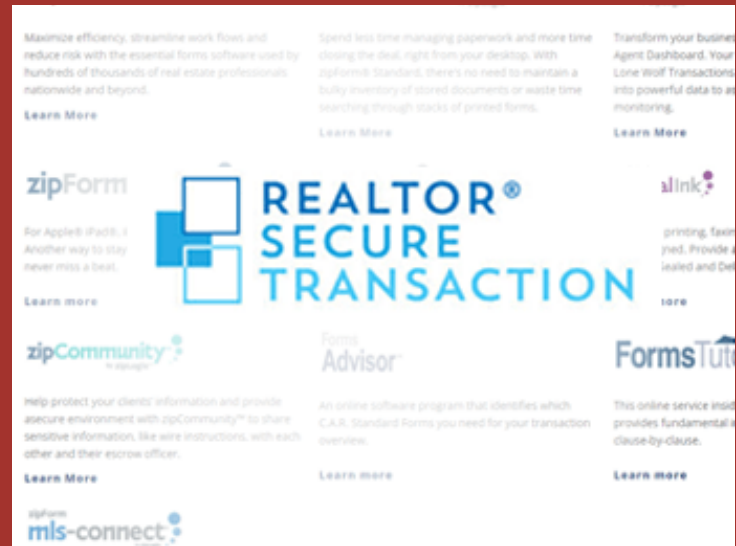 Maximize efficiency, streamline work flows and
reduce risk with the essential forms software used by
hundreds of thousands of real estate professionals
nationwide and beyond.
Learn More
Spend less time managing paperwork and more time
closing the deal, right from your desktop. With
zipForm® Standard, there's no need to maintain a
bulky inventory of stored documents or waste time
searching through stacks of printed forms.
Learn More
Transform your busines
Agent Dashboard. Your
Lone Wolf Transactions
into powerful data to as
monitoring.
Learn More
zipForm
For Apple® iPad®,
Another way to stay
never miss a beat.
Learn more
REALTOR®
SECURE
TRANSACTION
alInk
printing, faxin
ned. Provide a
ealed and Del
ore
zipCommunity
Help protect your clients' information and provide
asecure environment with zipCommunity™ to share
sensitive information, like wire instructions, with each
other and their escrow officer.
Learn More
Forms
Advisor
An online software program that identifies which
C.A.R. Standard Forms you need for your transaction
overview.
Learn more
FormsTut
This online service insid
provides fundamental i
clause-by-clause.
Learn more
zipForm
mls-connect